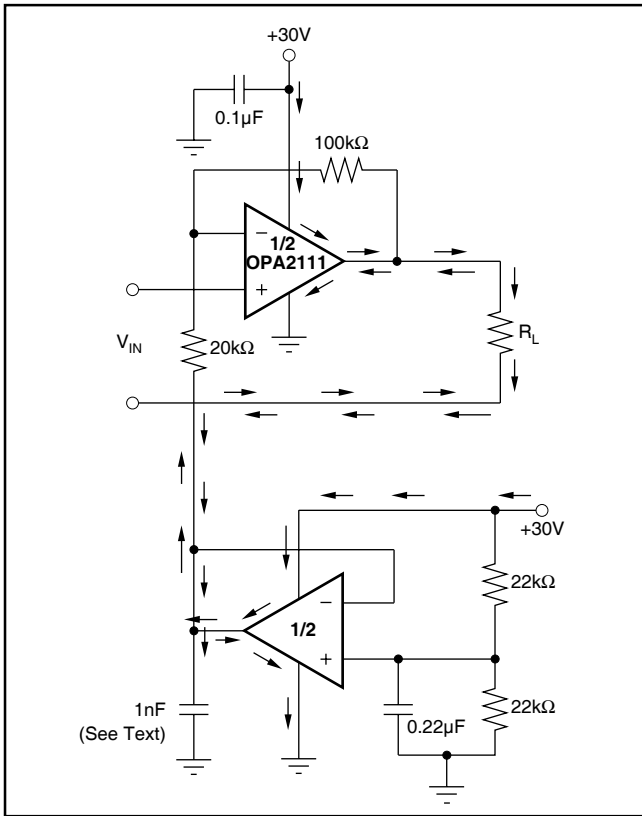 +30V
0.1µF
100kΩ
−
1/2
OPA2111
+
V_IN
20kΩ
R_L
+30V
22kΩ
−
1/2
+
1nF
(See Text)
0.22µF
22kΩ